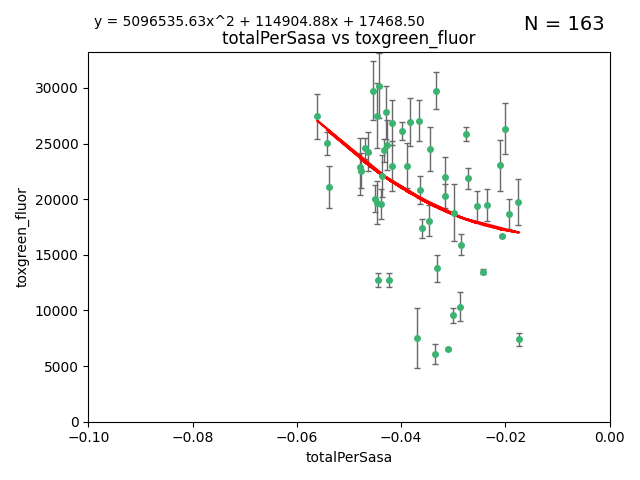 y = 5096535.63x^2 + 114904.88x + 17468.50
N = 163
totalPerSasa vs toxgreen_fluor
30000
25000
20000
15000
10000
5000
0
toxgreen_fluor
−0.10 −0.08 −0.06 −0.04 −0.02 0.00
totalPerSasa